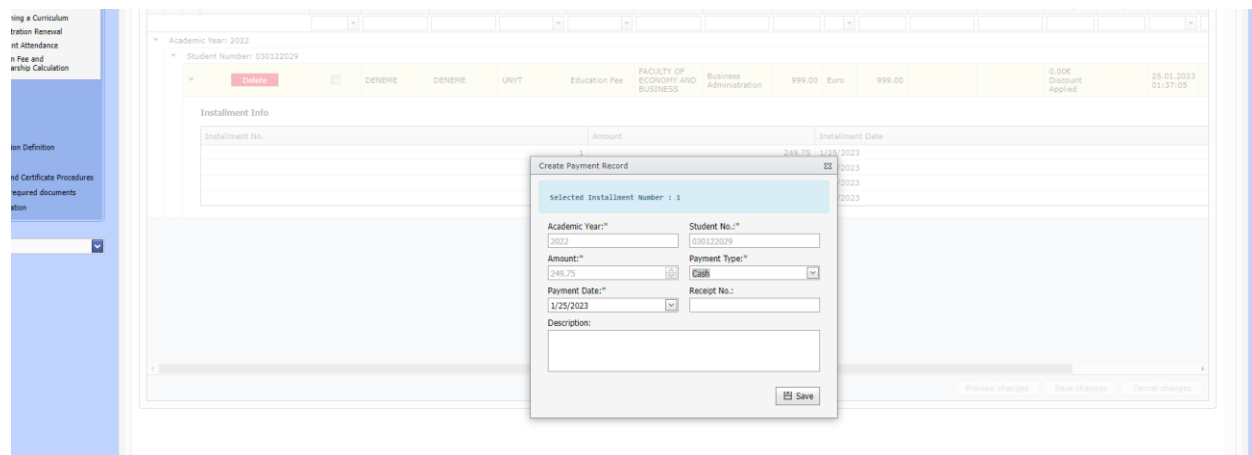 ning a Curriculum
tration Renewal
nt Attendance
n Fee and
arship Calculation
ion Definition
nd Certificate Procedures
required documents
ation
Academic Year: 2022
Student Number: 030122029
Delete DENEME DENEME UNYT Education Fee FACULTY OF ECONOMY AND BUSINESS Business Administration 999.00 Euro 999.00 0.00€ Discount Applied 25.01.2023 01:37:05
Installment Info
Installment No. Amount Installment Date
1 249.75 1/25/2023
/2023
/2023
/2023
Create Payment Record
Selected Installment Number : 1
Academic Year:* Student No.:*
2022 030122029
Amount:* Payment Type:*
249.75 Cash
Payment Date:* Receipt No.:
1/25/2023
Description:
Save
Preview changes Save changes Cancel changes